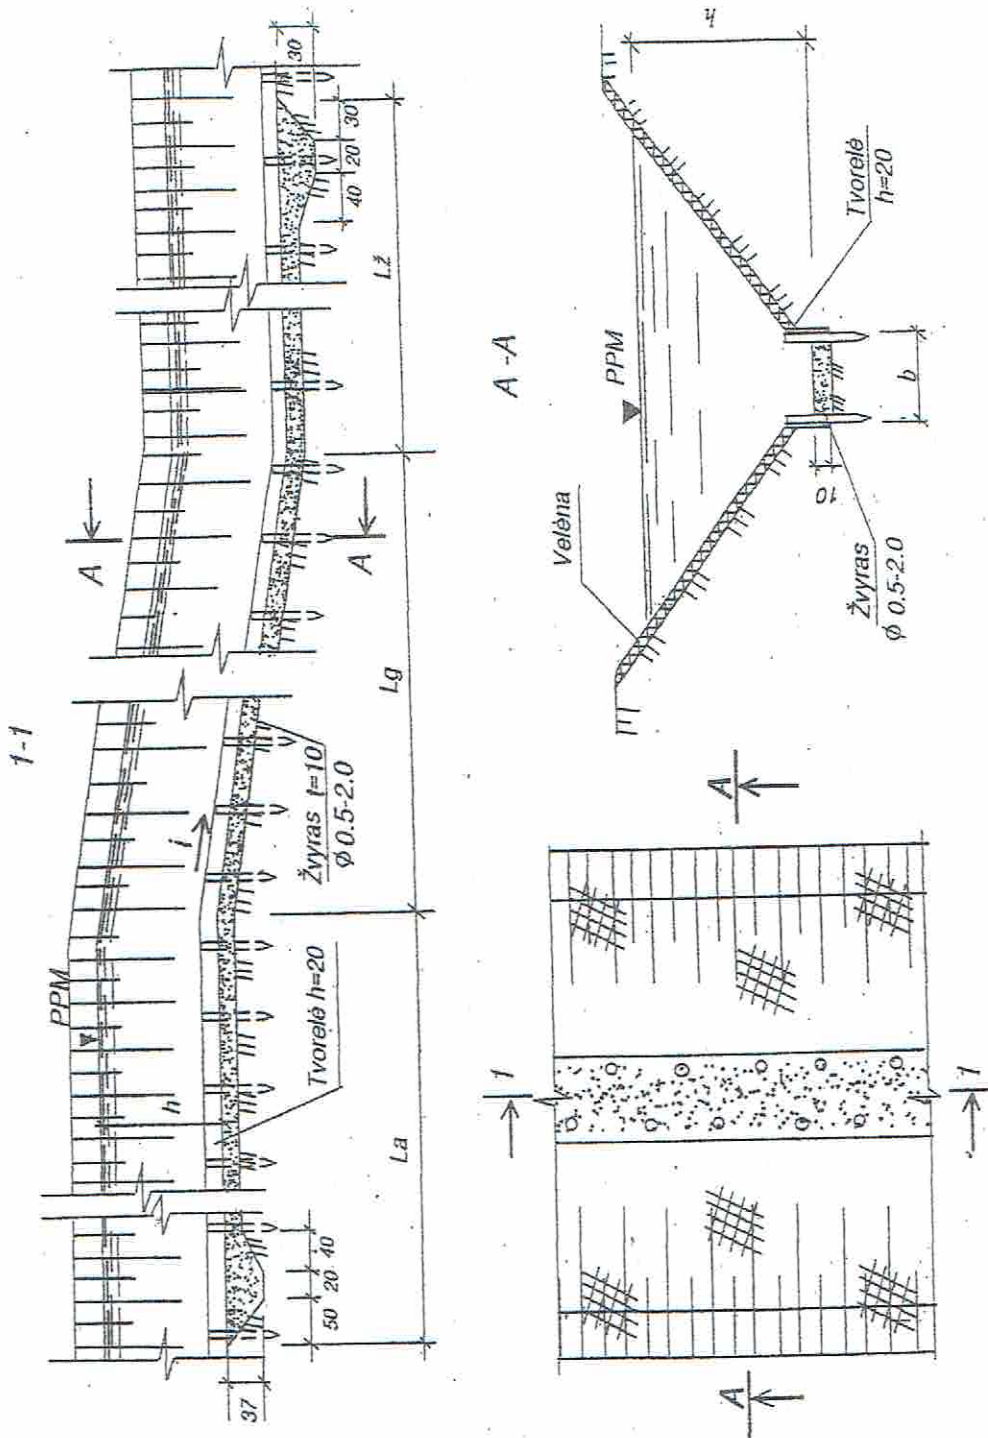 1-1
PPM
h
i
A
A
30
37
50
20
40
Tvorelė h=20
Žvyras t=10
φ 0.5-2.0
40
20
30
La
Lg
Lž
1
1
A
A
A-A
Velėna
PPM
h
10
b
Žvyras
φ 0.5-2.0
Tvorelė
h=20